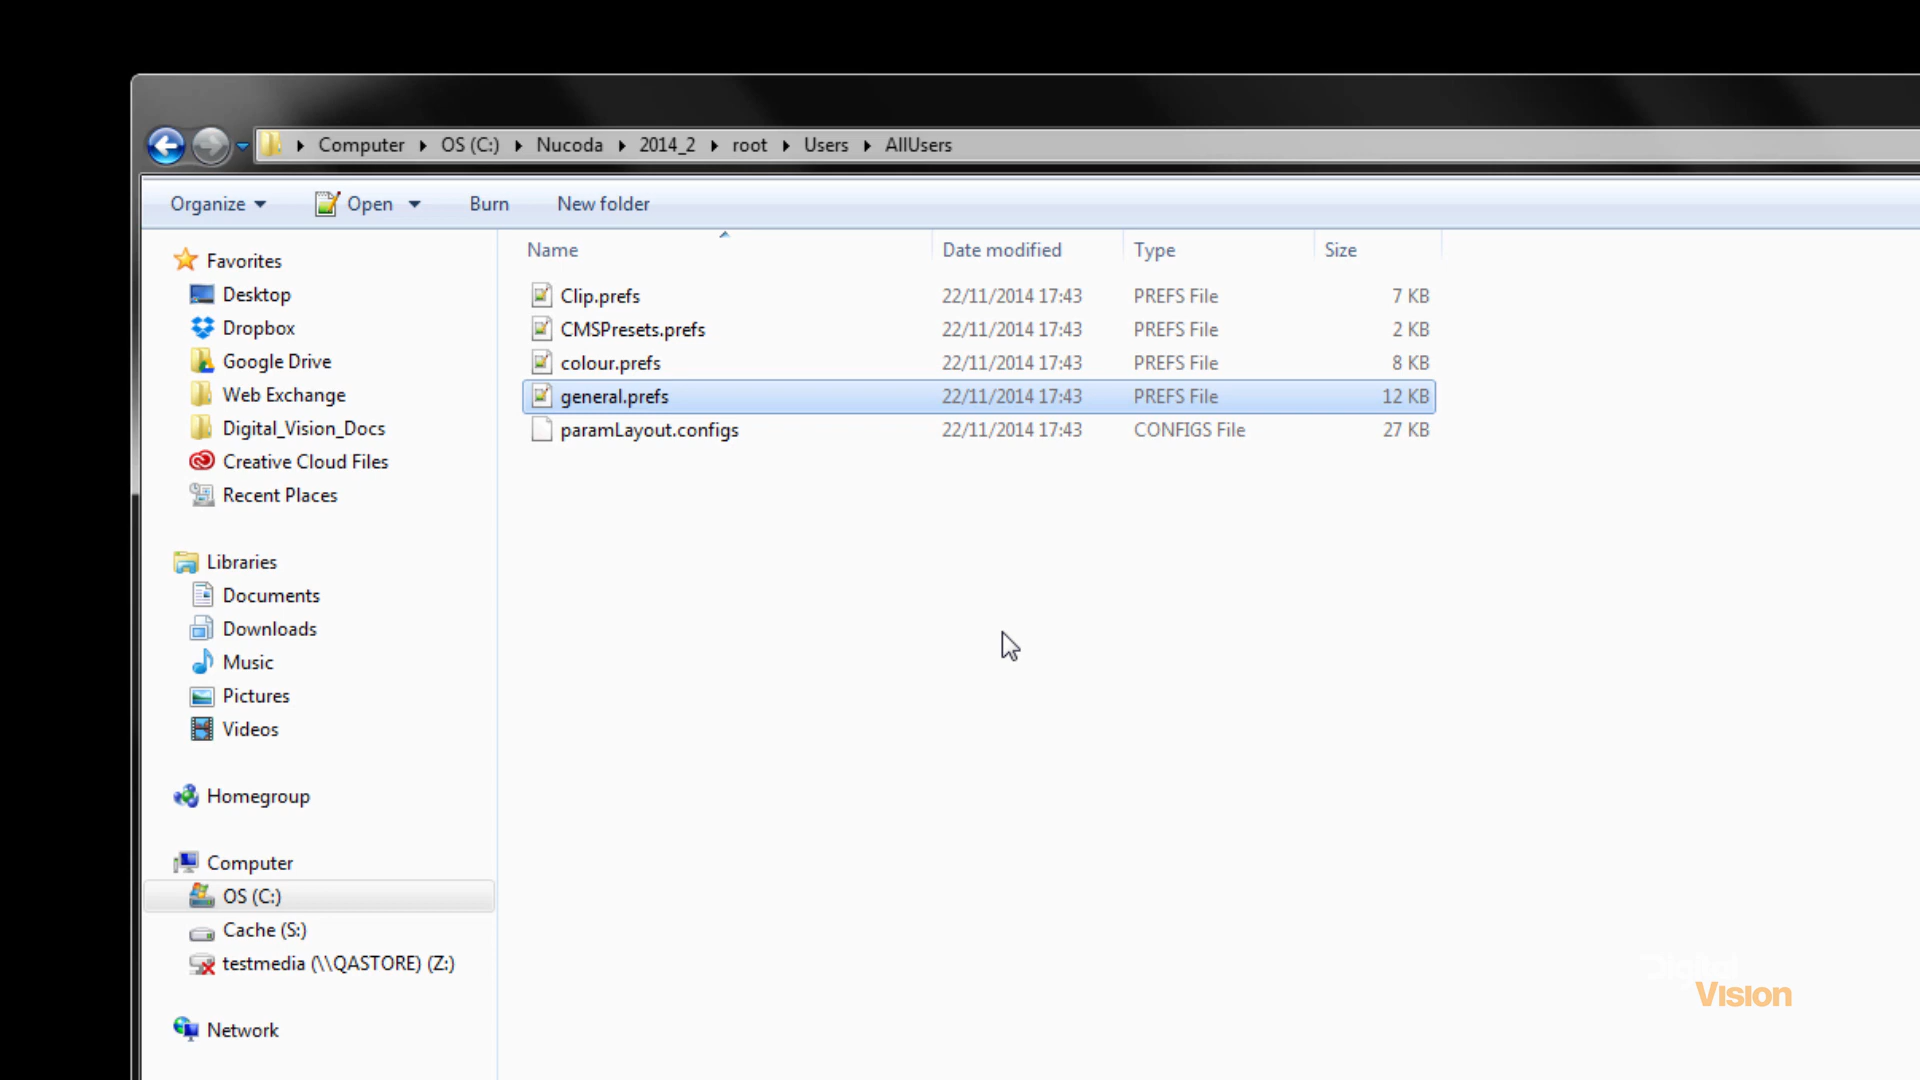 Computer OS (C:) Nucoda 2014_2 root Users AllUsers
Organize Open Burn New folder
Name Date modified Type Size
Clip.prefs 22/11/2014 17:43 PREFS File 7 KB
CMSPresets.prefs 22/11/2014 17:43 PREFS File 2 KB
colour.prefs 22/11/2014 17:43 PREFS File 8 KB
general.prefs 22/11/2014 17:43 PREFS File 12 KB
paramLayout.configs 22/11/2014 17:43 CONFIGS File 27 KB
Favorites
Desktop
Dropbox
Google Drive
Web Exchange
Digital_Vision_Docs
Creative Cloud Files
Recent Places
Libraries
Documents
Downloads
Music
Pictures
Videos
Homegroup
Computer
OS (C:)
Cache (S:)
testmedia (\\QASTORE) (Z:)
Network
Digital
Vision